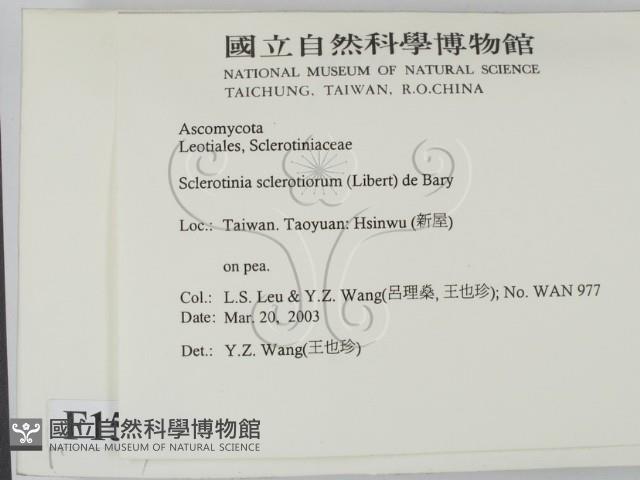 國立自然科學博物館
NATIONAL MUSEUM OF NATURAL SCIENCE
TAICHUNG, TAIWAN, R.O.CHINA
Ascomycota
Leotiales, Sclerotiniaceae
Sclerotinia sclerotiorum (Libert) de Bary
Loc.: Taiwan. Taoyuan: Hsinwu (新屋)
on pea.
Col.: L.S. Leu & Y.Z. Wang(呂理燊, 王也珍); No. WAN 977
Date: Mar. 20, 2003
Det.: Y.Z. Wang(王也珍)
國立自然科學博物館
NATIONAL MUSEUM OF NATURAL SCIENCE